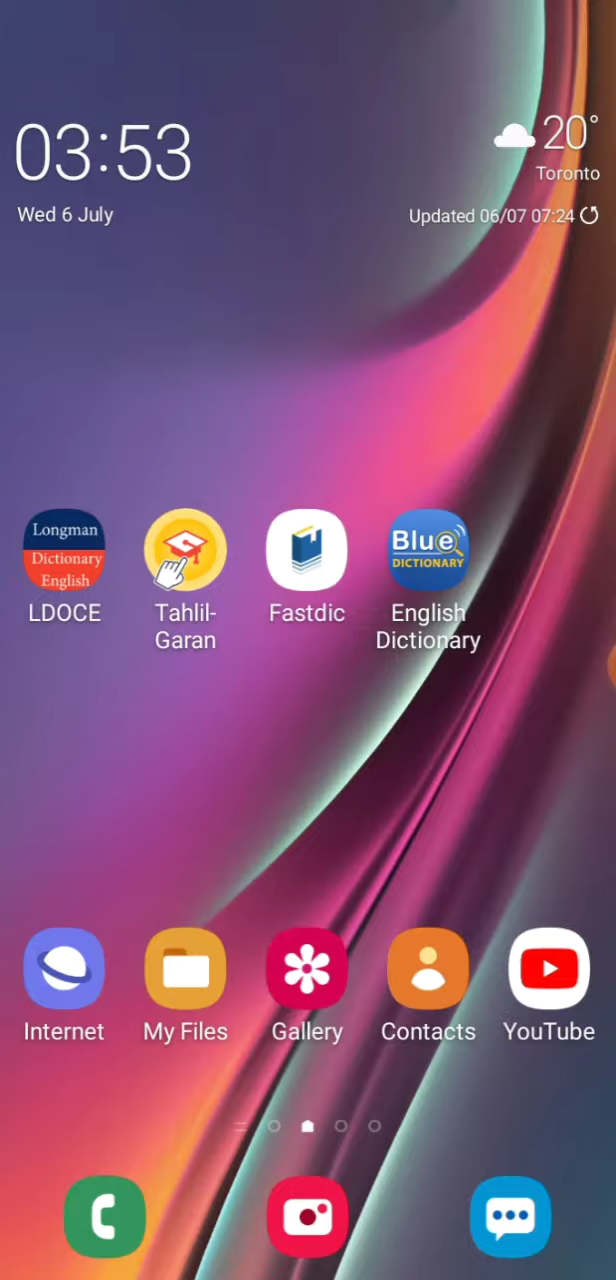 03:53
20°
Toronto
Wed 6 July
Updated 06/07 07:24
Longman
Dictionary
English
Blue
DICTIONARY
LDOCE
Tahlil-
Garan
Fastdic
English
Dictionary
Internet
My Files
Gallery
Contacts
YouTube